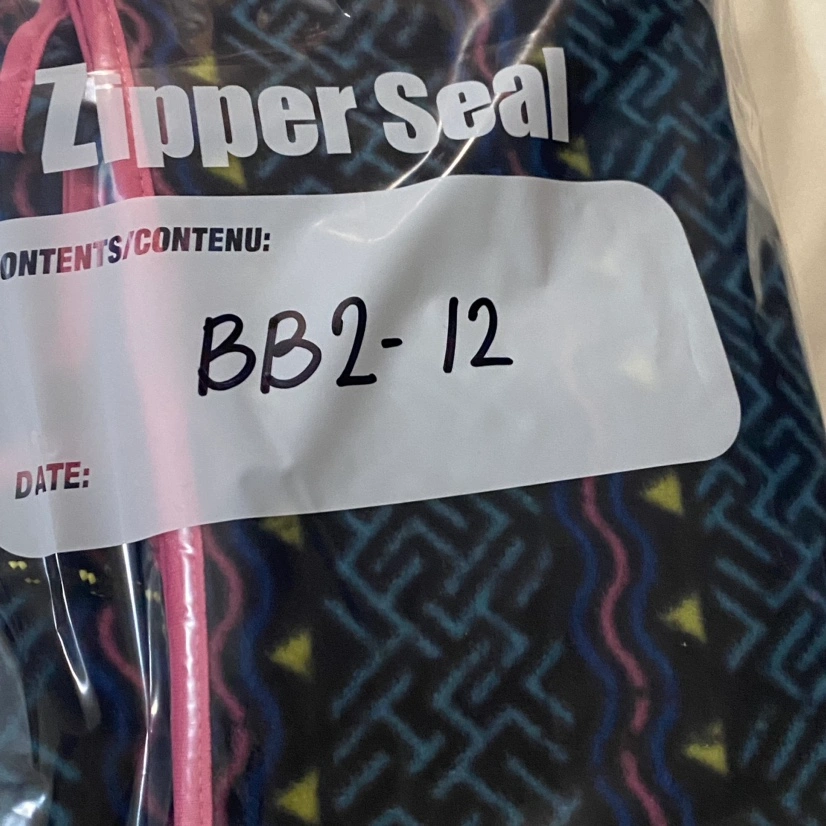 Zipper Seal
ONTENTS/CONTENU:
BB2-12
DATE: